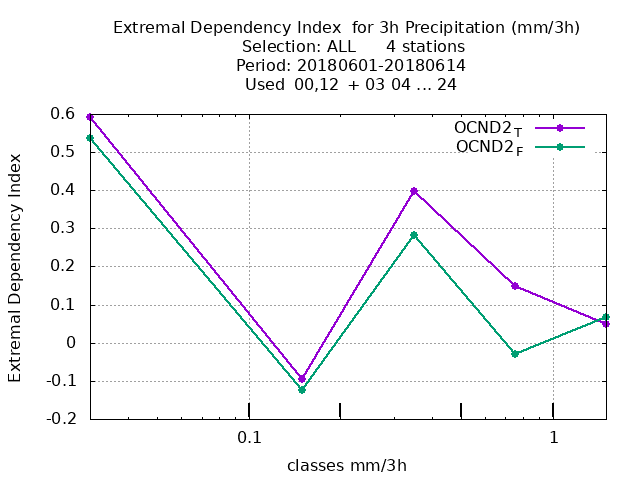 Extremal Dependency Index  for 3h Precipitation (mm/3h)
Selection: ALL      4 stations
Period: 20180601-20180614
Used  00,12  + 03 04 ... 24
OCND2T
OCND2F
0.6
0.5
0.4
0.3
0.2
0.1
0
-0.1
-0.2
Extremal Dependency Index
0.1
1
classes mm/3h